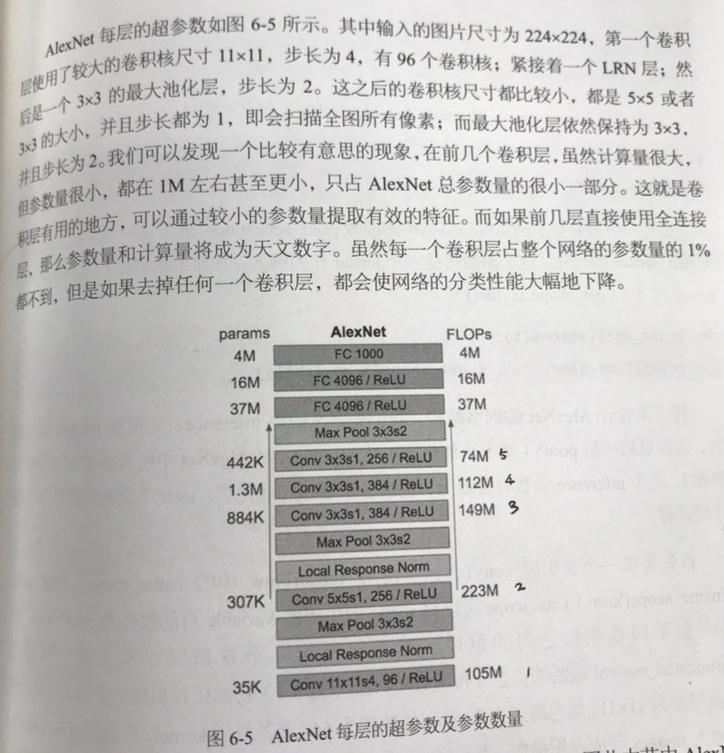 AlexNet 每层的超参数如图 6-5 所示。其中输入的图片尺寸为 224×224，第一个卷积
层使用了较大的卷积核尺寸 11×11，步长为 4，有 96 个卷积核；紧接着一个 LRN 层；然
后是一个 3×3 的最大池化层，步长为 2。这之后的卷积核尺寸都比较小，都是 5×5 或者
3×3 的大小，并且步长都为 1，即会扫描全图所有像素；而最大池化层依然保持为 3×3，
并且步长为 2。我们可以发现一个比较有意思的现象，在前几个卷积层，虽然计算量很大，
但参数量很小，都在 1M 左右甚至更小，只占 AlexNet 总参数量的很小一部分。这就是卷
积层有用的地方，可以通过较小的参数量提取有效的特征。而如果前几层直接使用全连接
层，那么参数量和计算量将成为天文数字。虽然每一个卷积层占整个网络的参数量的 1%
都不到，但是如果去掉任何一个卷积层，都会使网络的分类性能大幅地下降。
params AlexNet FLOPs
4M FC 1000 4M
16M FC 4096 / ReLU 16M
37M FC 4096 / ReLU 37M
Max Pool 3x3s2
442K Conv 3x3s1, 256 / ReLU 74M 5
1.3M Conv 3x3s1, 384 / ReLU 112M 4
884K Conv 3x3s1, 384 / ReLU 149M 3
Max Pool 3x3s2
Local Response Norm
307K Conv 5x5s1, 256 / ReLU 223M 2
Max Pool 3x3s2
Local Response Norm
35K Conv 11x11s4, 96 / ReLU 105M 1
图 6-5 AlexNet 每层的超参数及参数数量